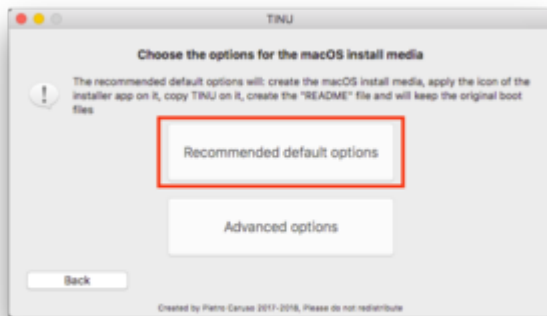 TINU
Choose the options for the macOS install media
The recommended default options will: create the macOS install media, apply the icon of the
installer app on it, copy TINU on it, create the "README" file and will keep the original boot
files
Recommended default options
Advanced options
Back
Created by Pietro Caruso 2017-2018, Please do not redistribute